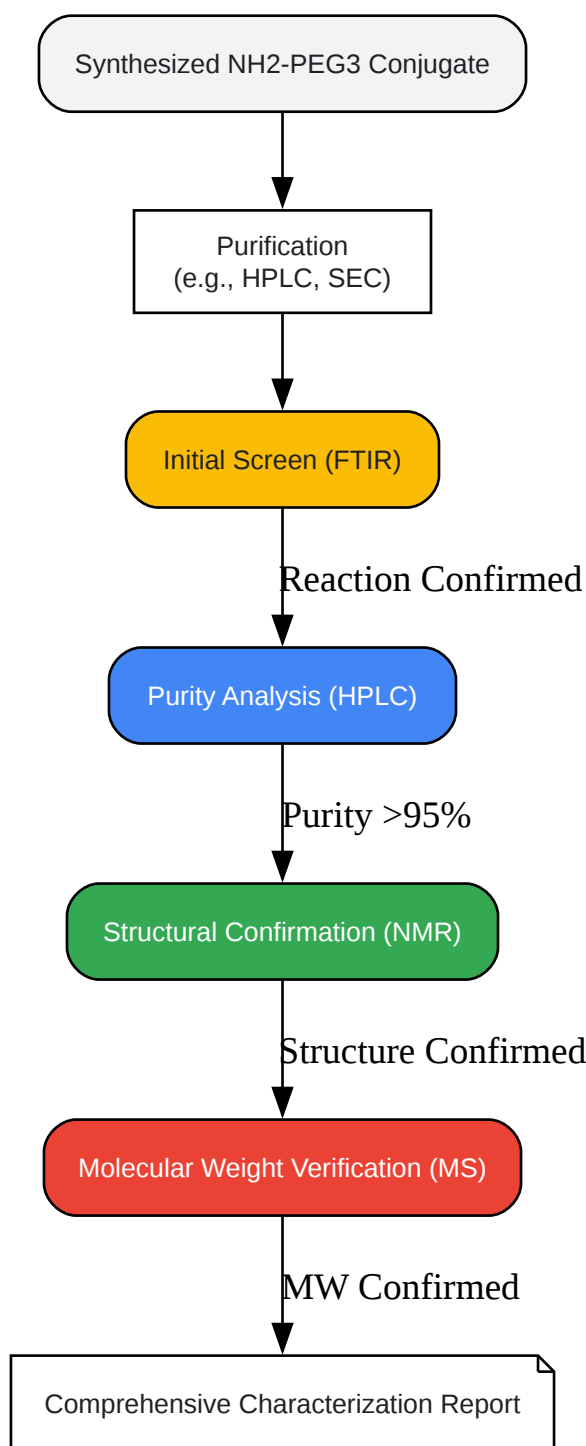 Synthesized NH2-PEG3 Conjugate
Purification
(e.g., HPLC, SEC)
Initial Screen (FTIR)
Reaction Confirmed
Purity Analysis (HPLC)
Purity >95%
Structural Confirmation (NMR)
Structure Confirmed
Molecular Weight Verification (MS)
MW Confirmed
Comprehensive Characterization Report